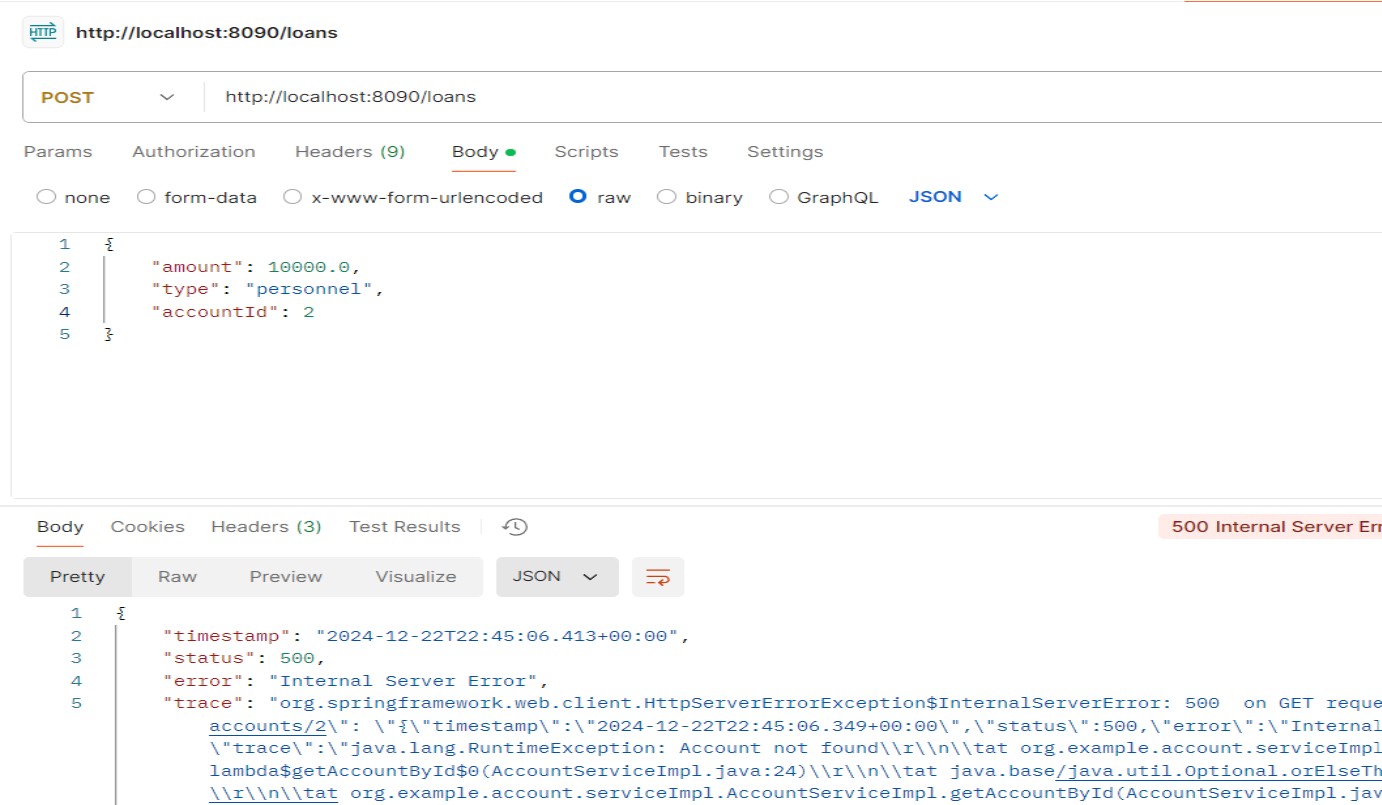 HTTP http://localhost:8090/loans
POST http://localhost:8090/loans
Params Authorization Headers (9) Body Scripts Tests Settings
none form-data x-www-form-urlencoded raw binary GraphQL JSON
1 {
2 "amount": 10000.0,
3 "type": "personnel",
4 "accountId": 2
5 }
Body Cookies Headers (3) Test Results 500 Internal Server Err
Pretty Raw Preview Visualize JSON
1 {
2 "timestamp": "2024-12-22T22:45:06.413+00:00",
3 "status": 500,
4 "error": "Internal Server Error",
5 "trace": "org.springframework.web.client.HttpServerErrorException$InternalServerError: 500  on GET reque
accounts/2\": \"{\"timestamp\":\"2024-12-22T22:45:06.349+00:00\",\"status\":500,\"error\":\"Internal
\"trace\":\"java.lang.RuntimeException: Account not found\\r\\n\\tat org.example.account.serviceImpl
lambda$getAccountById$0(AccountServiceImpl.java:24)\\r\\n\\tat java.base/java.util.Optional.orElseTh
\\r\\n\\tat org.example.account.serviceImpl.AccountServiceImpl.getAccountById(AccountServiceImpl.jav